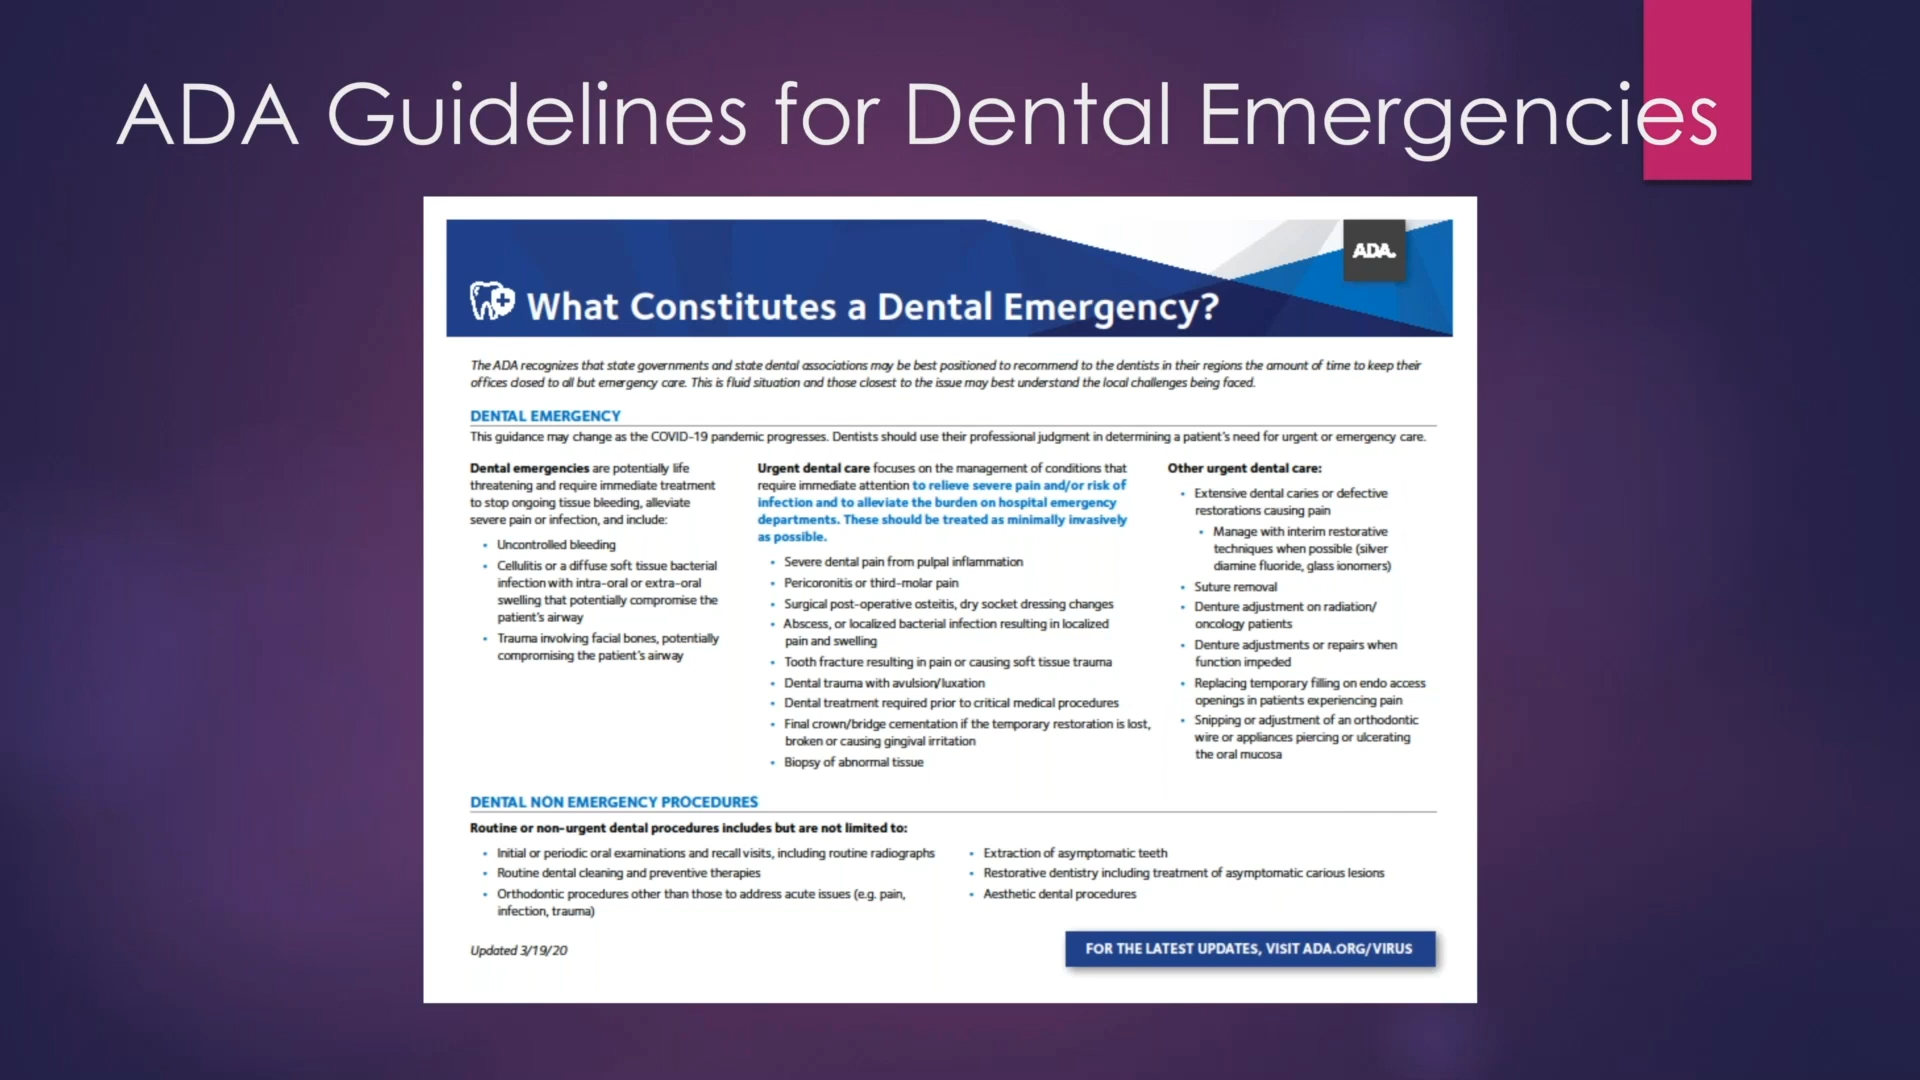 ADA Guidelines for Dental Emergencies
ADA.
What Constitutes a Dental Emergency?
The ADA recognizes that state governments and state dental associations may be best positioned to recommend to the dentists in their regions the amount of time to keep their
offices closed to all but emergency care. This is fluid situation and those closest to the issue may best understand the local challenges being faced.
DENTAL EMERGENCY
This guidance may change as the COVID-19 pandemic progresses. Dentists should use their professional judgment in determining a patient's need for urgent or emergency care.
Dental emergencies are potentially life
threatening and require immediate treatment
to stop ongoing tissue bleeding, alleviate
severe pain or infection, and include:
• Uncontrolled bleeding
• Cellulitis or a diffuse soft tissue bacterial
infection with intra-oral or extra-oral
swelling that potentially compromise the
patient's airway
• Trauma involving facial bones, potentially
compromising the patient's airway
Urgent dental care focuses on the management of conditions that
require immediate attention to relieve severe pain and/or risk of
infection and to alleviate the burden on hospital emergency
departments. These should be treated as minimally invasively
as possible.
• Severe dental pain from pulpal inflammation
• Pericoronitis or third-molar pain
• Surgical post-operative osteitis, dry socket dressing changes
• Abscess, or localized bacterial infection resulting in localized
pain and swelling
• Tooth fracture resulting in pain or causing soft tissue trauma
• Dental trauma with avulsion/luxation
• Dental treatment required prior to critical medical procedures
• Final crown/bridge cementation if the temporary restoration is lost,
broken or causing gingival irritation
• Biopsy of abnormal tissue
Other urgent dental care:
• Extensive dental caries or defective
restorations causing pain
• Manage with interim restorative
techniques when possible (silver
diamine fluoride, glass ionomers)
• Suture removal
• Denture adjustment on radiation/
oncology patients
• Denture adjustments or repairs when
function impeded
• Replacing temporary filling on endo access
openings in patients experiencing pain
• Snipping or adjustment of an orthodontic
wire or appliances piercing or ulcerating
the oral mucosa
DENTAL NON EMERGENCY PROCEDURES
Routine or non-urgent dental procedures includes but are not limited to:
• Initial or periodic oral examinations and recall visits, including routine radiographs
• Routine dental cleaning and preventive therapies
• Orthodontic procedures other than those to address acute issues (e.g. pain,
infection, trauma)
• Extraction of asymptomatic teeth
• Restorative dentistry including treatment of asymptomatic carious lesions
• Aesthetic dental procedures
Updated 3/19/20
FOR THE LATEST UPDATES, VISIT ADA.ORG/VIRUS